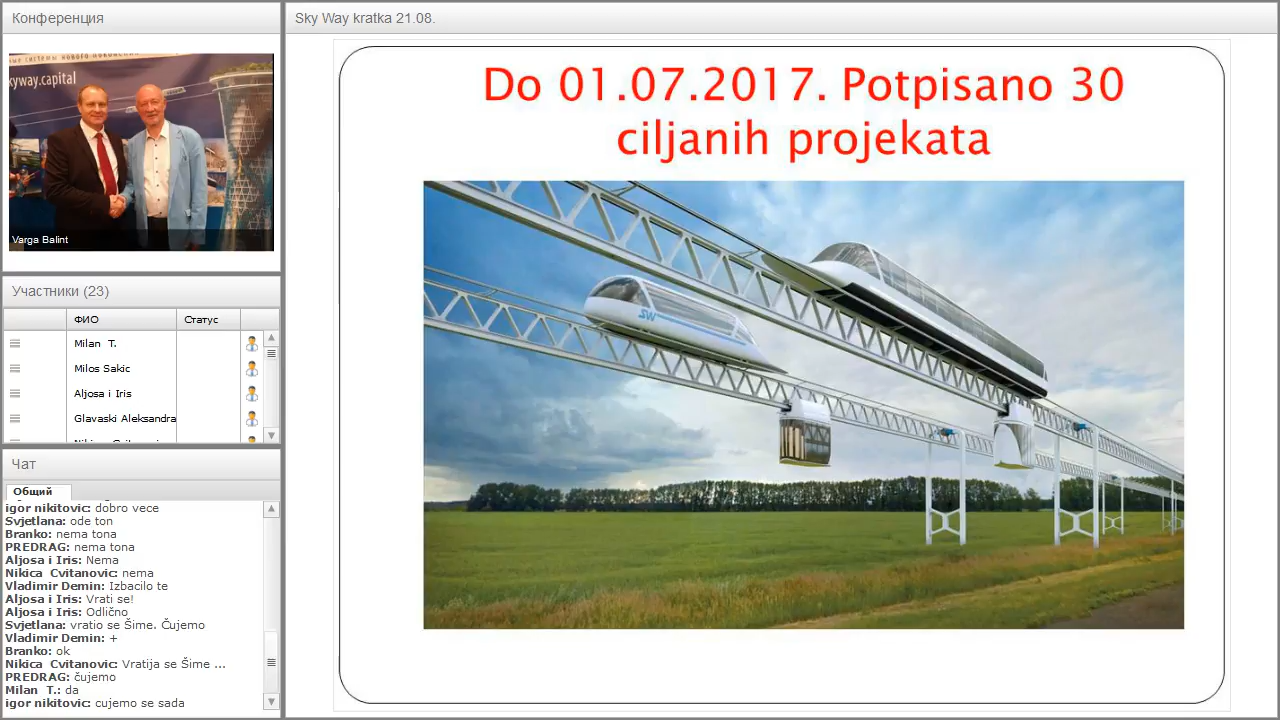 Конференция
kyway.capital
Varga Balint
Участники (23)
ФИО
Статус
Milan T.
Milos Sakic
Aljosa i Iris
Glavaski Aleksandra
Чат
Общий
igor nikitovic: dobro vece
Svjetlana: ode ton
Branko: nema tona
PREDRAG: nema tona
Aljosa i Iris: Nema
Nikica Cvitanovic: nema
Vladimir Demin: Izbacilo te
Aljosa i Iris: Vrati se!
Aljosa i Iris: Odlično
Svjetlana: vratio se Šime. Čujemo
Vladimir Demin: +
Branko: ok
Nikica Cvitanovic: Vratija se Šime ...
PREDRAG: čujemo
Milan T.: da
igor nikitovic: cujemo se sada
Sky Way kratka 21.08.
Do 01.07.2017. Potpisano 30
ciljanih projekata
SW